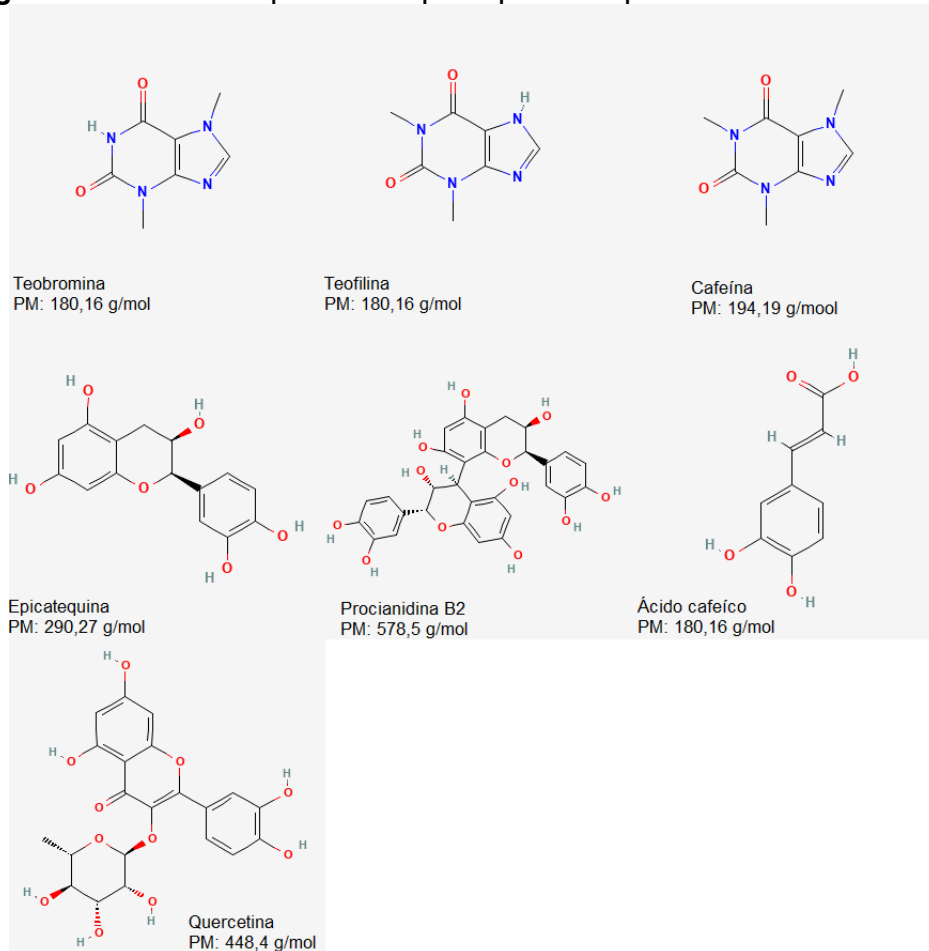 Teobromina
PM: 180,16 g/mol
Teofilina
PM: 180,16 g/mol
Cafeína
PM: 194,19 g/mool
Epicatequina
PM: 290,27 g/mol
Procianidina B2
PM: 578,5 g/mol
Ácido cafeíco
PM: 180,16 g/mol
Quercetina
PM: 448,4 g/mol